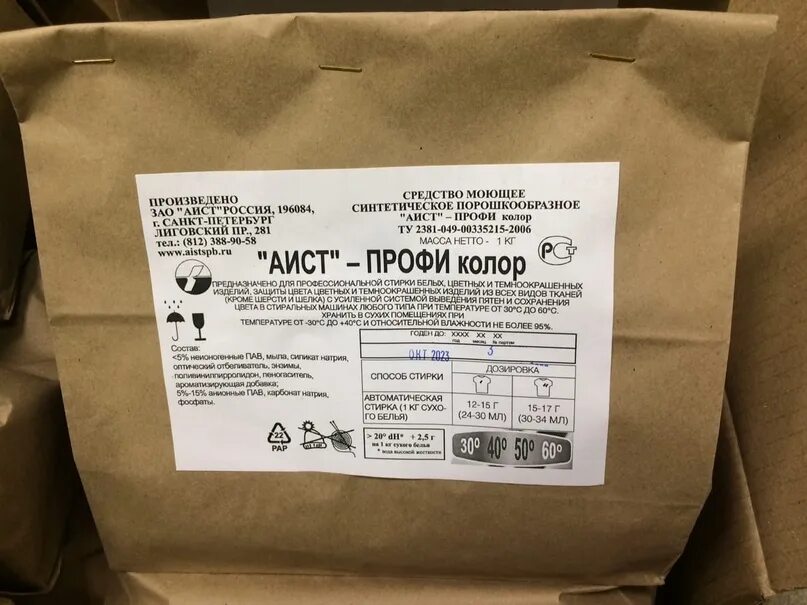 ПРОИЗВЕДЕНО
ЗАО "АИСТ"РОССИЯ, 196084,
г. САНКТ-ПЕТЕРБУРГ
ЛИГОВСКИЙ ПР., 281
тел.: (812) 388-90-58
www.aistspb.ru
СРЕДСТВО МОЮЩЕЕ
СИНТЕТИЧЕСКОЕ ПОРОШКООБРАЗНОЕ
"АИСТ" – ПРОФИ колор
ТУ 2381-049-00335215-2006
МАССА НЕТТО - 1 КГ
РСТ
"АИСТ" – ПРОФИ колор
ПРЕДНАЗНАЧЕНО ДЛЯ ПРОФЕССИОНАЛЬНОЙ СТИРКИ БЕЛЫХ, ЦВЕТНЫХ И ТЕМНООКРАШЕННЫХ
ИЗДЕЛИЙ, ЗАЩИТЫ ЦВЕТА ЦВЕТНЫХ И ТЕМНООКРАШЕННЫХ ИЗДЕЛИЙ ИЗ ВСЕХ ВИДОВ ТКАНЕЙ
(КРОМЕ ШЕРСТИ И ШЕЛКА) С УСИЛЕННОЙ СИСТЕМОЙ ВЫВЕДЕНИЯ ПЯТЕН И СОХРАНЕНИЯ
ЦВЕТА В СТИРАЛЬНЫХ МАШИНАХ ЛЮБОГО ТИПА ПРИ ТЕМПЕРАТУРЕ ОТ 30°С ДО 60°С.
ХРАНИТЬ В СУХИХ ПОМЕЩЕНИЯХ ПРИ
ТЕМПЕРАТУРЕ ОТ -30°С ДО +40°С И ОТНОСИТЕЛЬНОЙ ВЛАЖНОСТИ НЕ БОЛЕЕ 95%.
Состав:
<5% неионогенные ПАВ, мыла, силикат натрия,
оптический отбеливатель, энзимы,
поливинилпирролидон, пеногаситель,
ароматизирующая добавка;
5%-15% анионные ПАВ, карбонат натрия,
фосфаты.
ГОДЕН ДО: XXXX XX XX
год месяц № партии
ОКТ 2023 3
СПОСОБ СТИРКИ
ДОЗИРОВКА
АВТОМАТИЧЕСКАЯ
СТИРКА (1 КГ СУХО-
ГО БЕЛЬЯ)
12-15 Г
(24-30 МЛ)
15-17 Г
(30-34 МЛ)
22
PAP
> 20° dH* + 2,5 г
на 1 кг сухого белья
* вода высокой жесткости
30° 40° 50° 60°